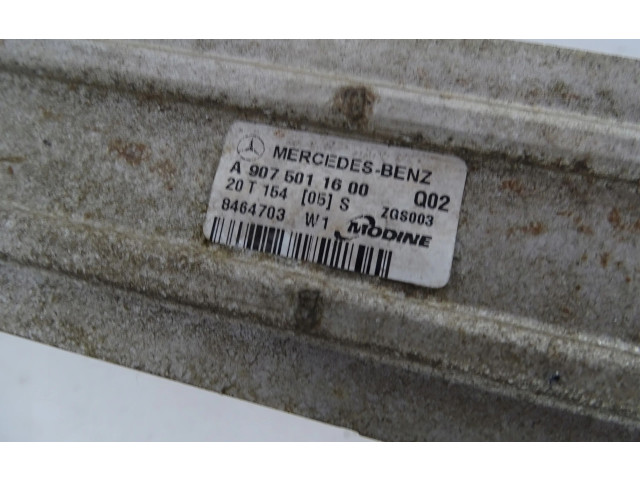 MERCEDES-BENZ
A 907 501 16 00 Q02
20 T 154 [05] S ZGS003
8464703 W1 MODINE